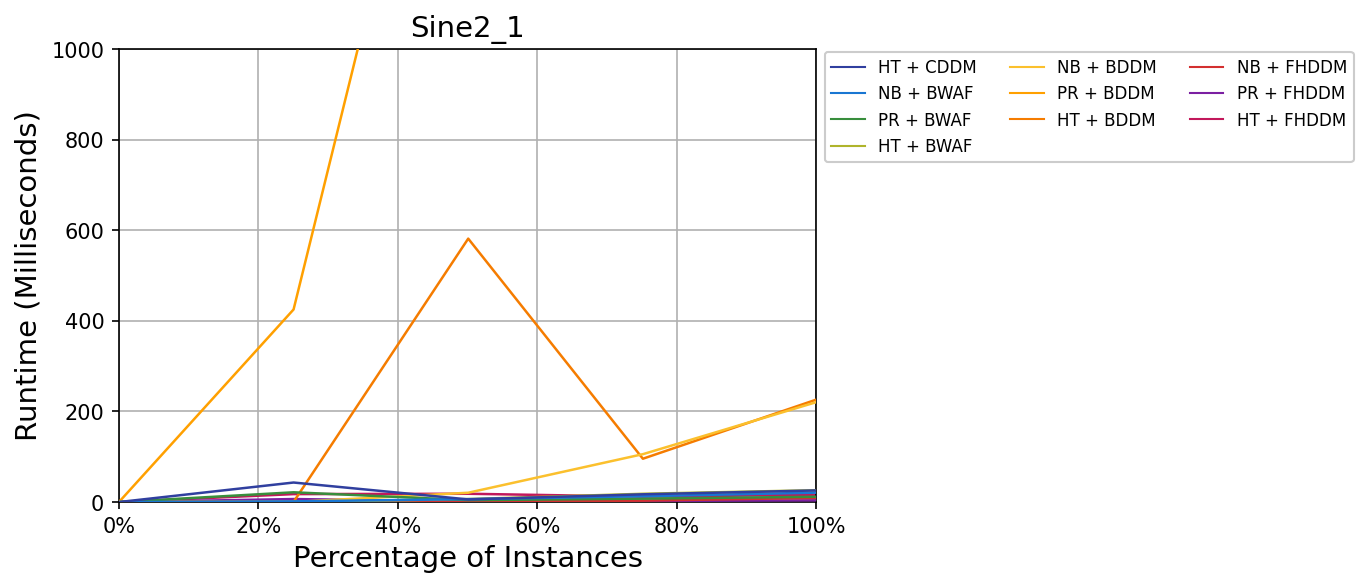 Sine2_1
1000
800
600
400
200
0
Runtime (Milliseconds)
0% 20% 40% 60% 80% 100%
Percentage of Instances
HT + CDDM
NB + BWAF
PR + BWAF
HT + BWAF
NB + BDDM
PR + BDDM
HT + BDDM
NB + FHDDM
PR + FHDDM
HT + FHDDM